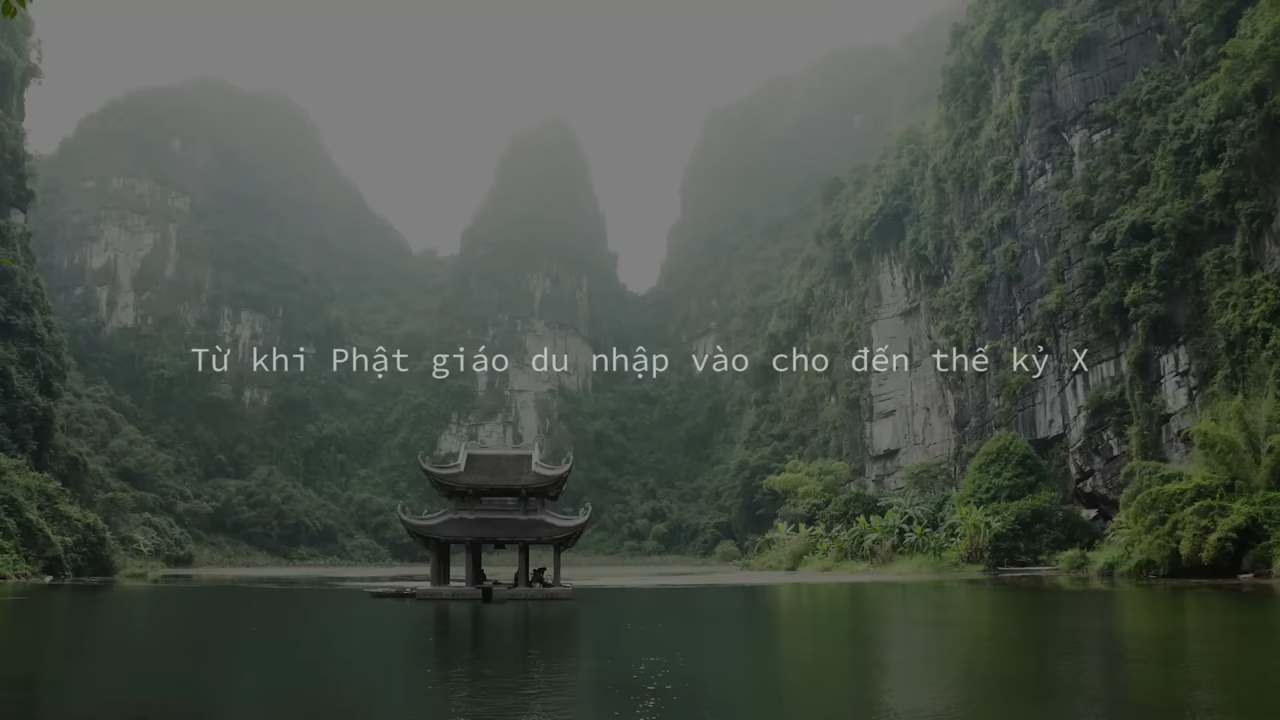 Từ khi Phật giáo du nhập vào cho đến thế kỷ X